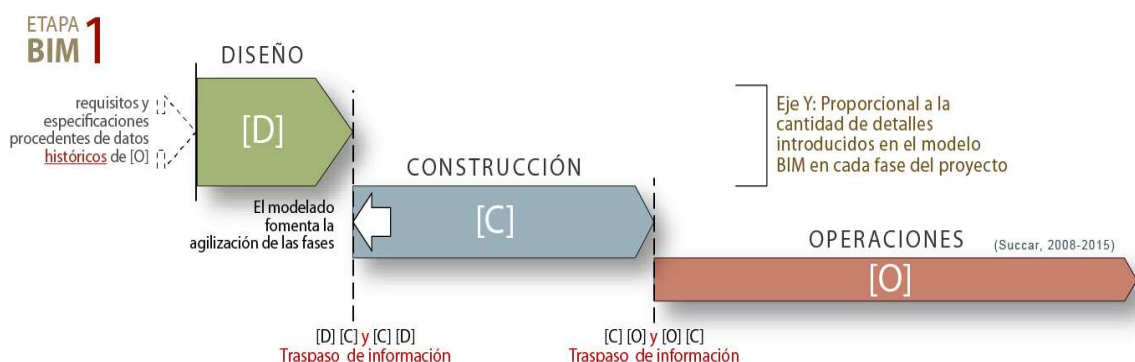 ETAPA
BIM 1
DISEÑO
requisitos y
especificaciones
procedentes de datos
históricos de [O]
[D]
Eje Y: Proporcional a la
cantidad de detalles
introducidos en el modelo
BIM en cada fase del proyecto
CONSTRUCCIÓN
El modelado
fomenta la
agilización de las fases
[C]
OPERACIONES
(Succar, 2008-2015)
[O]
[D] [C] y [C] [D]
Traspaso de información
[C] [O] y [O] [C]
Traspaso de información